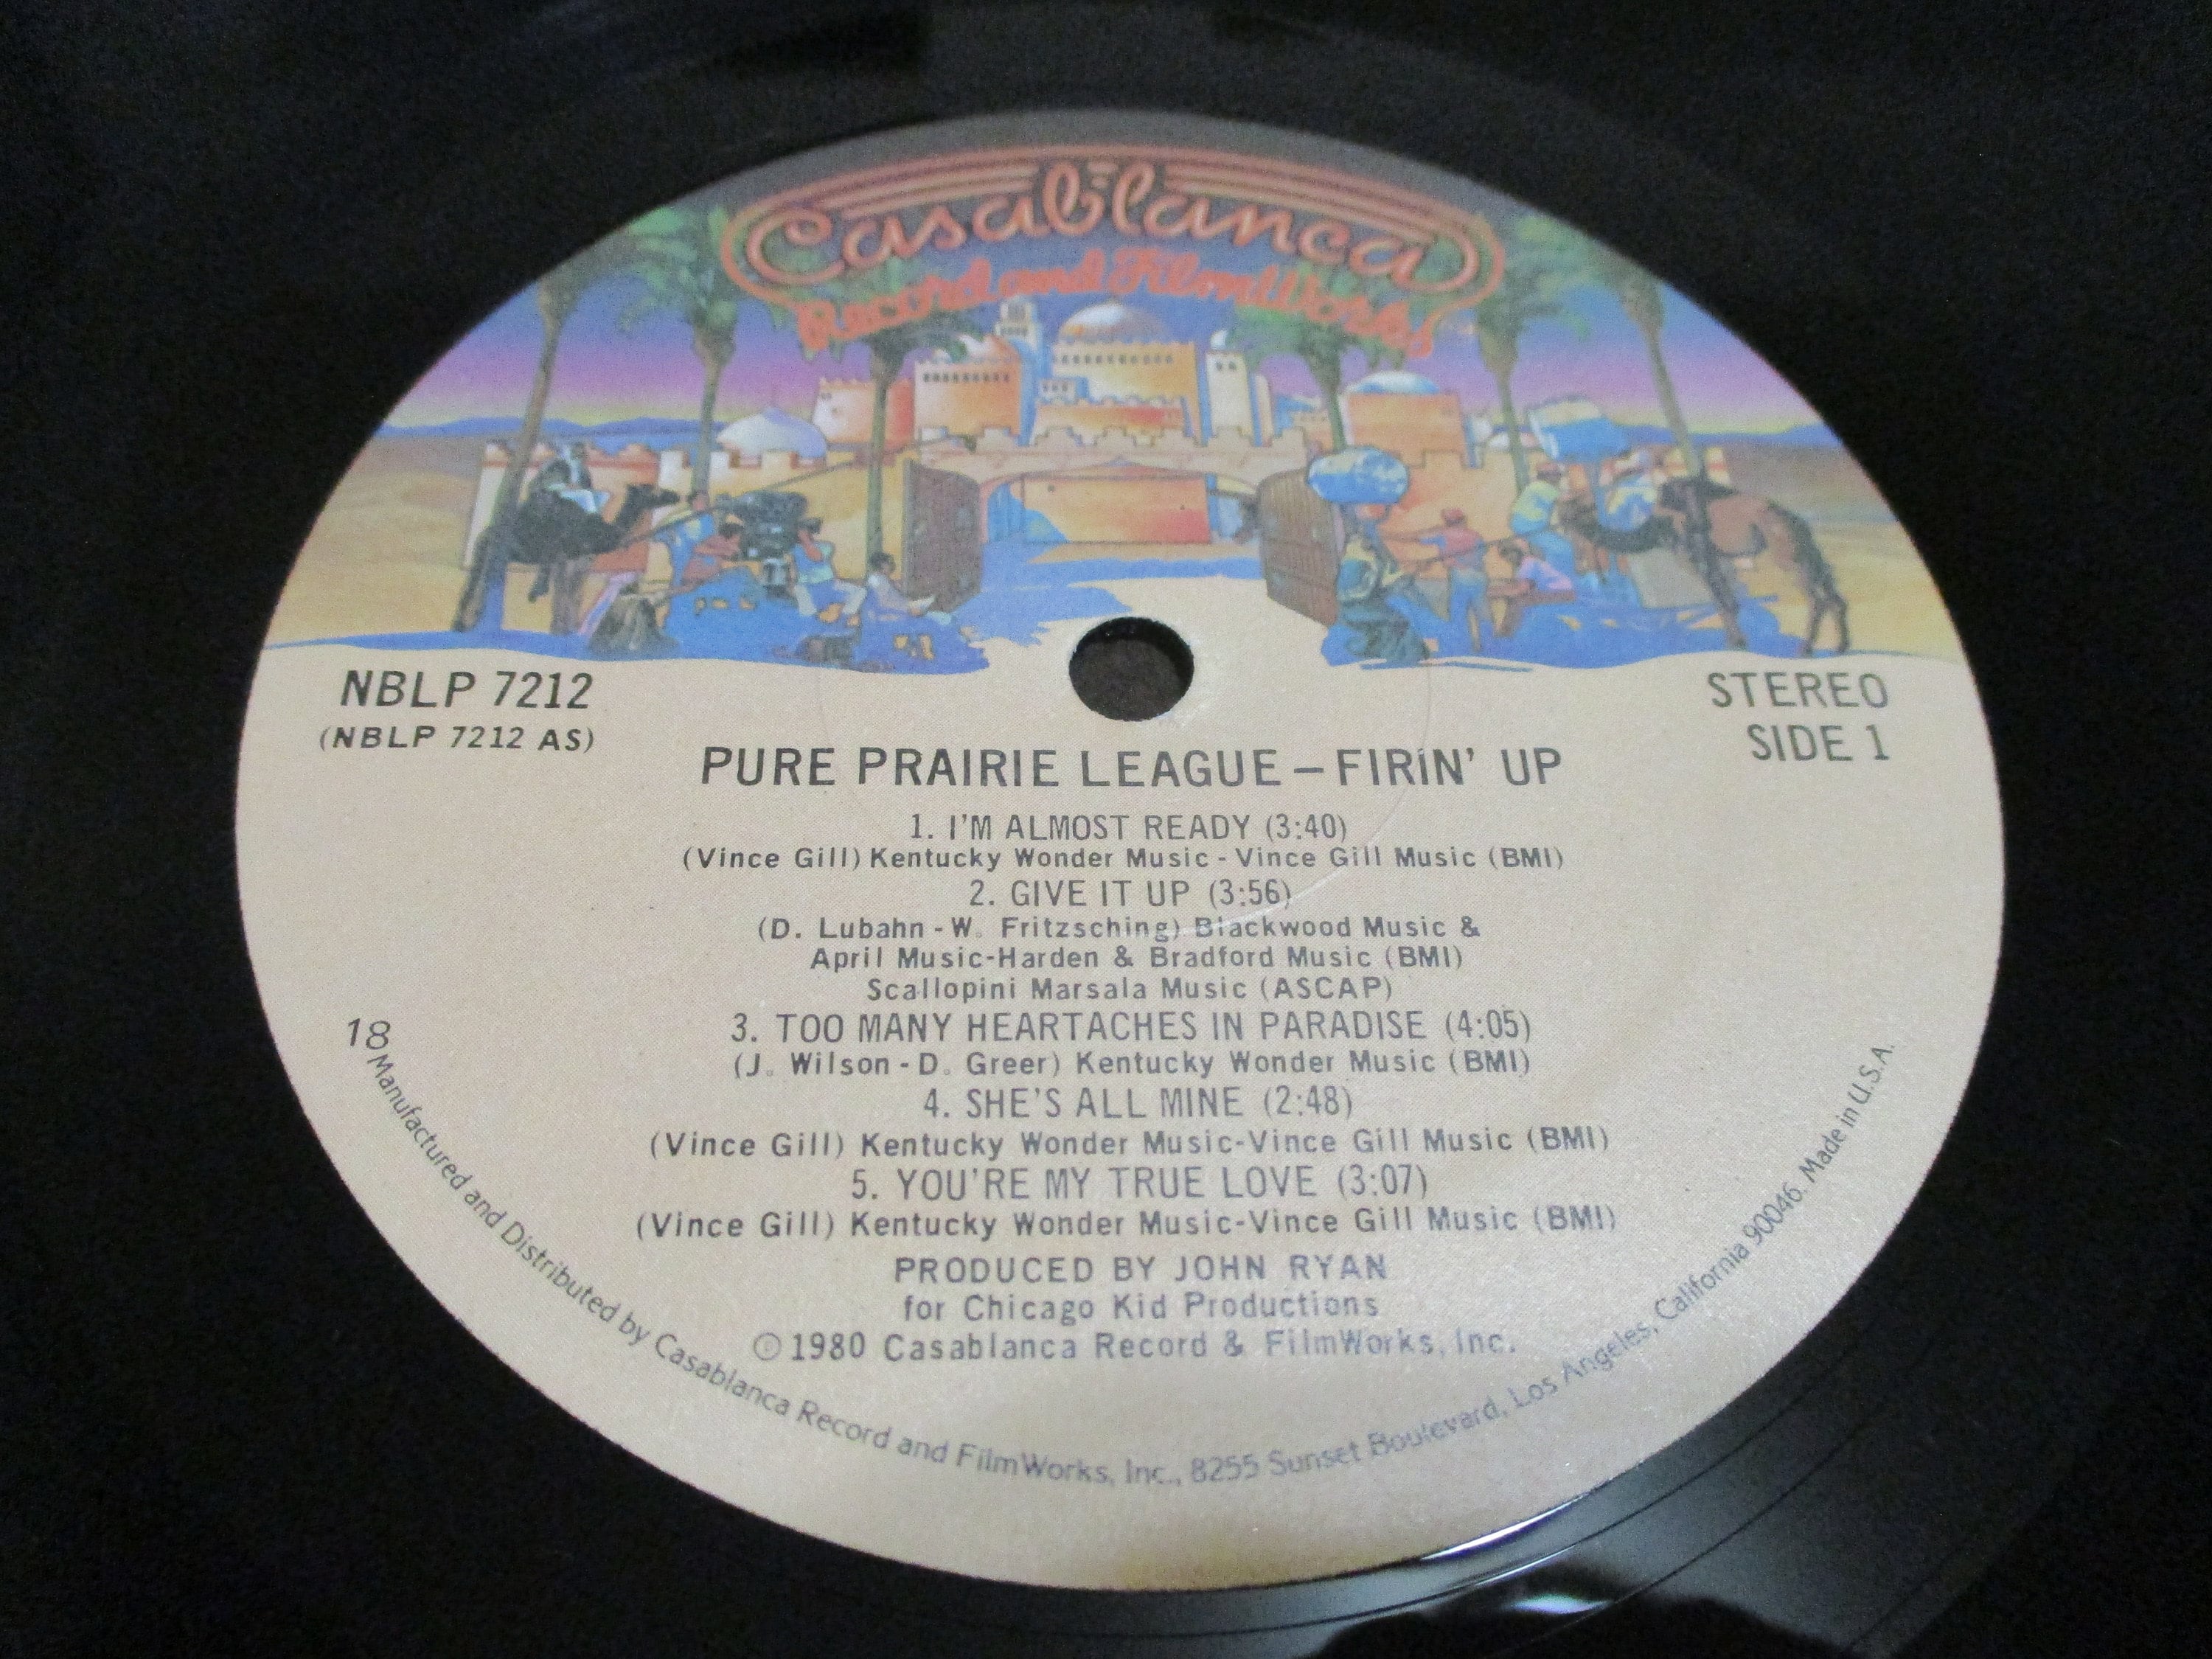 Casablanca
Record and FilmWorks
NBLP 7212
(NBLP 7212 AS)
STEREO
SIDE 1
PURE PRAIRIE LEAGUE – FIRIN' UP
1. I'M ALMOST READY (3:40)
(Vince Gill) Kentucky Wonder Music - Vince Gill Music (BMI)
2. GIVE IT UP (3:56)
(D. Lubahn - W. Fritzsching) Blackwood Music &
April Music-Harden & Bradford Music (BMI)
Scallopini Marsala Music (ASCAP)
3. TOO MANY HEARTACHES IN PARADISE (4:05)
(J. Wilson - D. Greer) Kentucky Wonder Music (BMI)
4. SHE'S ALL MINE (2:48)
(Vince Gill) Kentucky Wonder Music-Vince Gill Music (BMI)
5. YOU'RE MY TRUE LOVE (3:07)
(Vince Gill) Kentucky Wonder Music-Vince Gill Music (BMI)
PRODUCED BY JOHN RYAN
for Chicago Kid Productions
℗ 1980 Casablanca Record & FilmWorks, Inc.
18
Manufactured and Distributed by Casablanca Record and FilmWorks, Inc., 8255 Sunset Boulevard, Los Angeles, California 90046. Made in U.S.A.